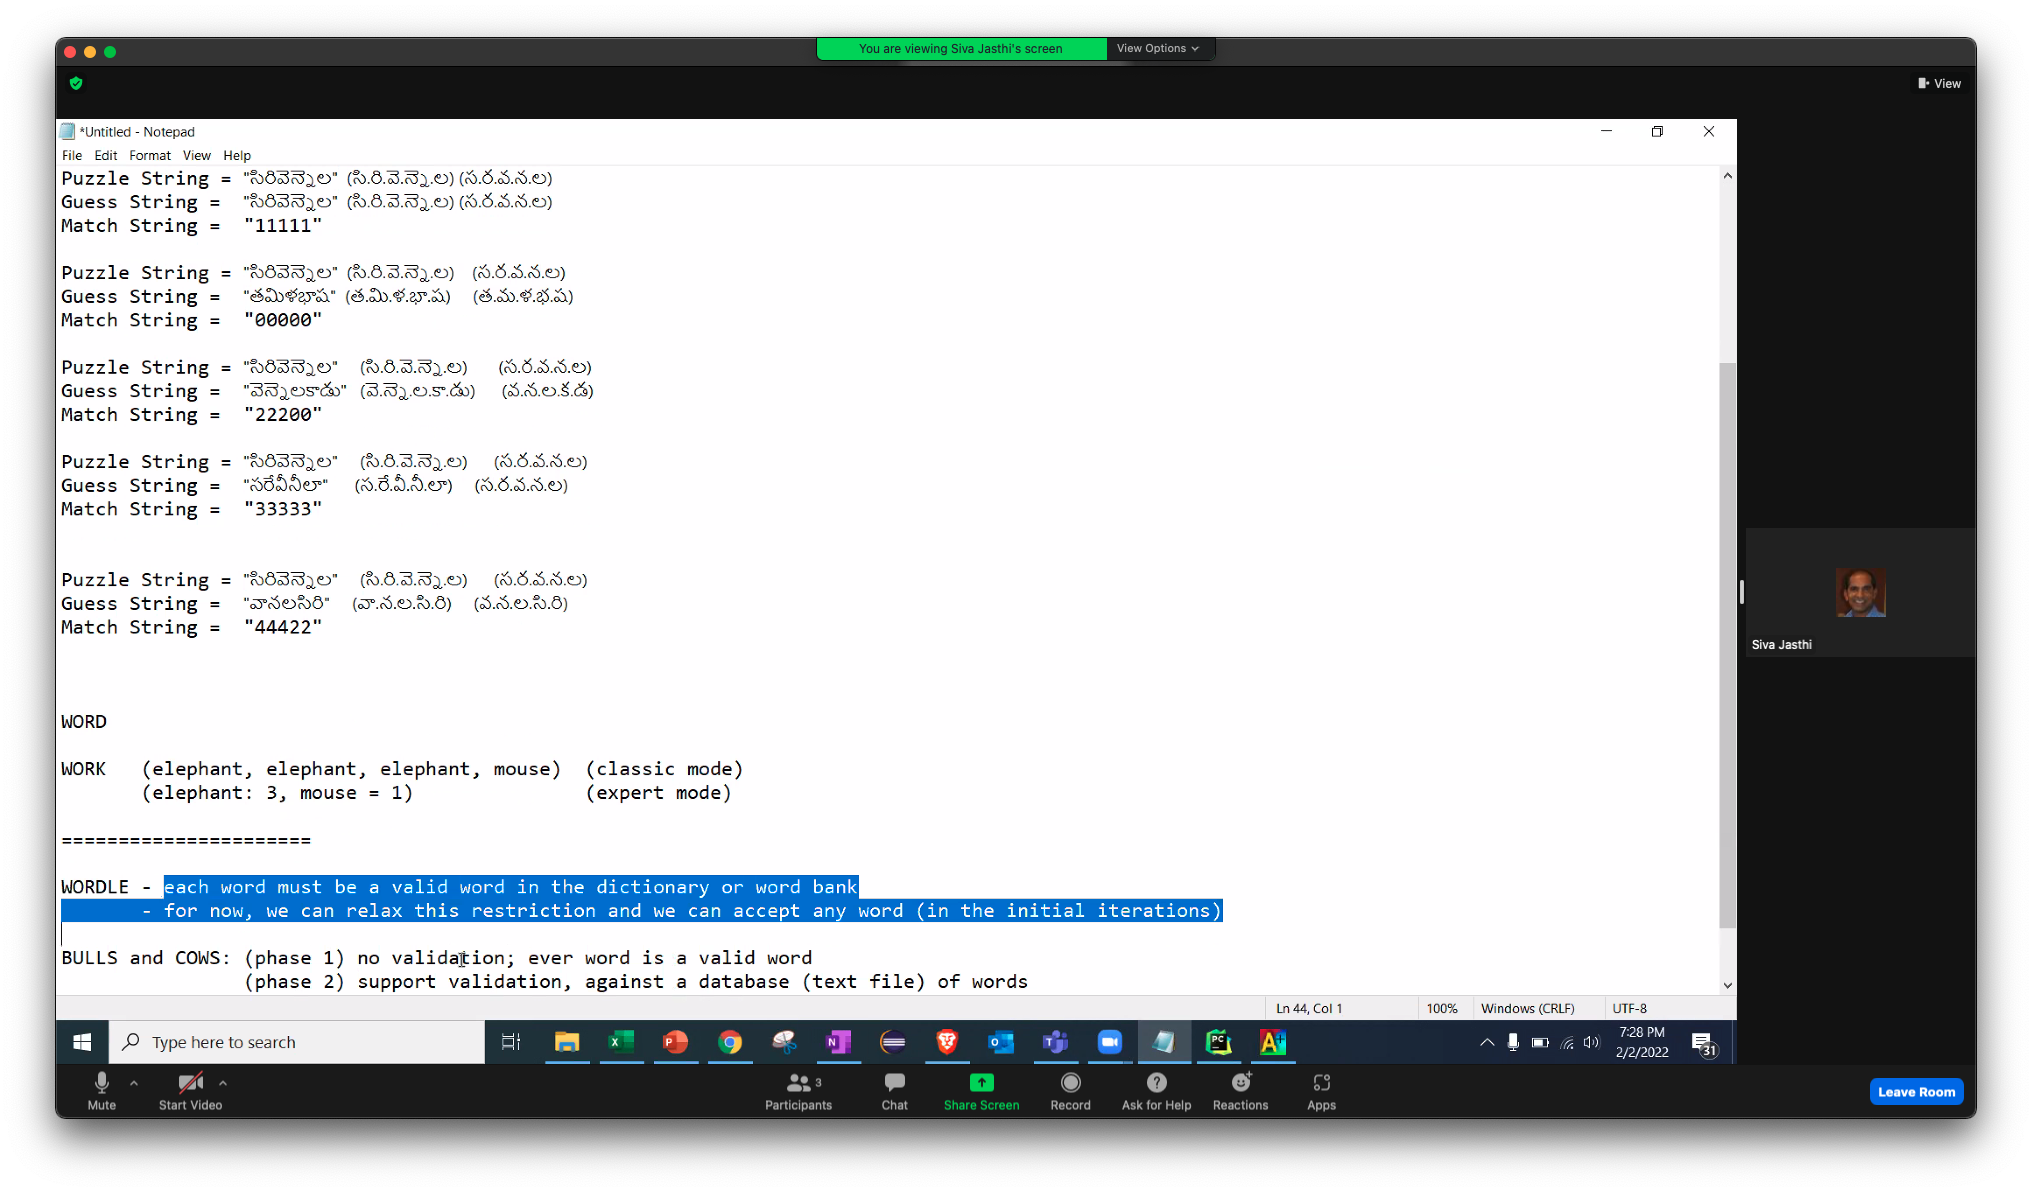 You are viewing Siva Jasthi's screen View Options
View
*Untitled - Notepad
File Edit Format View Help
Puzzle String = "సిరివెన్నెల" (సి.రి.వె.న్నె.ల) (స.ర.వ.న.ల)
Guess String = "సిరివెన్నెల" (సి.రి.వె.న్నె.ల) (స.ర.వ.న.ల)
Match String = "11111"
Puzzle String = "సిరివెన్నెల" (సి.రి.వె.న్నె.ల) (స.ర.వ.న.ల)
Guess String = "తమిళభాష" (త.మి.ళ.భా.ష) (త.మ.ళ.భ.ష)
Match String = "00000"
Puzzle String = "సిరివెన్నెల" (సి.రి.వె.న్నె.ల) (స.ర.వ.న.ల)
Guess String = "వెన్నెలకాడు" (వె.న్నె.ల.కా.డు) (వ.న.ల.క.డ)
Match String = "22200"
Puzzle String = "సిరివెన్నెల" (సి.రి.వె.న్నె.ల) (స.ర.వ.న.ల)
Guess String = "సరేవీనీలా" (స.రే.వీ.నీ.లా) (స.ర.వ.న.ల)
Match String = "33333"
Puzzle String = "సిరివెన్నెల" (సి.రి.వె.న్నె.ల) (స.ర.వ.న.ల)
Guess String = "వానలసిరి" (వా.న.ల.సి.రి) (వ.న.ల.సి.రి)
Match String = "44422"
WORD
WORK (elephant, elephant, elephant, mouse) (classic mode)
(elephant: 3, mouse = 1) (expert mode)
======================
WORDLE - each word must be a valid word in the dictionary or word bank
- for now, we can relax this restriction and we can accept any word (in the initial iterations)
BULLS and COWS: (phase 1) no validation; ever word is a valid word
(phase 2) support validation, against a database (text file) of words
Siva Jasthi
Ln 44, Col 1 100% Windows (CRLF) UTF-8
Type here to search
7:28 PM
2/2/2022
31
Mute Start Video Participants 3 Chat Share Screen Record Ask for Help Reactions Apps Leave Room